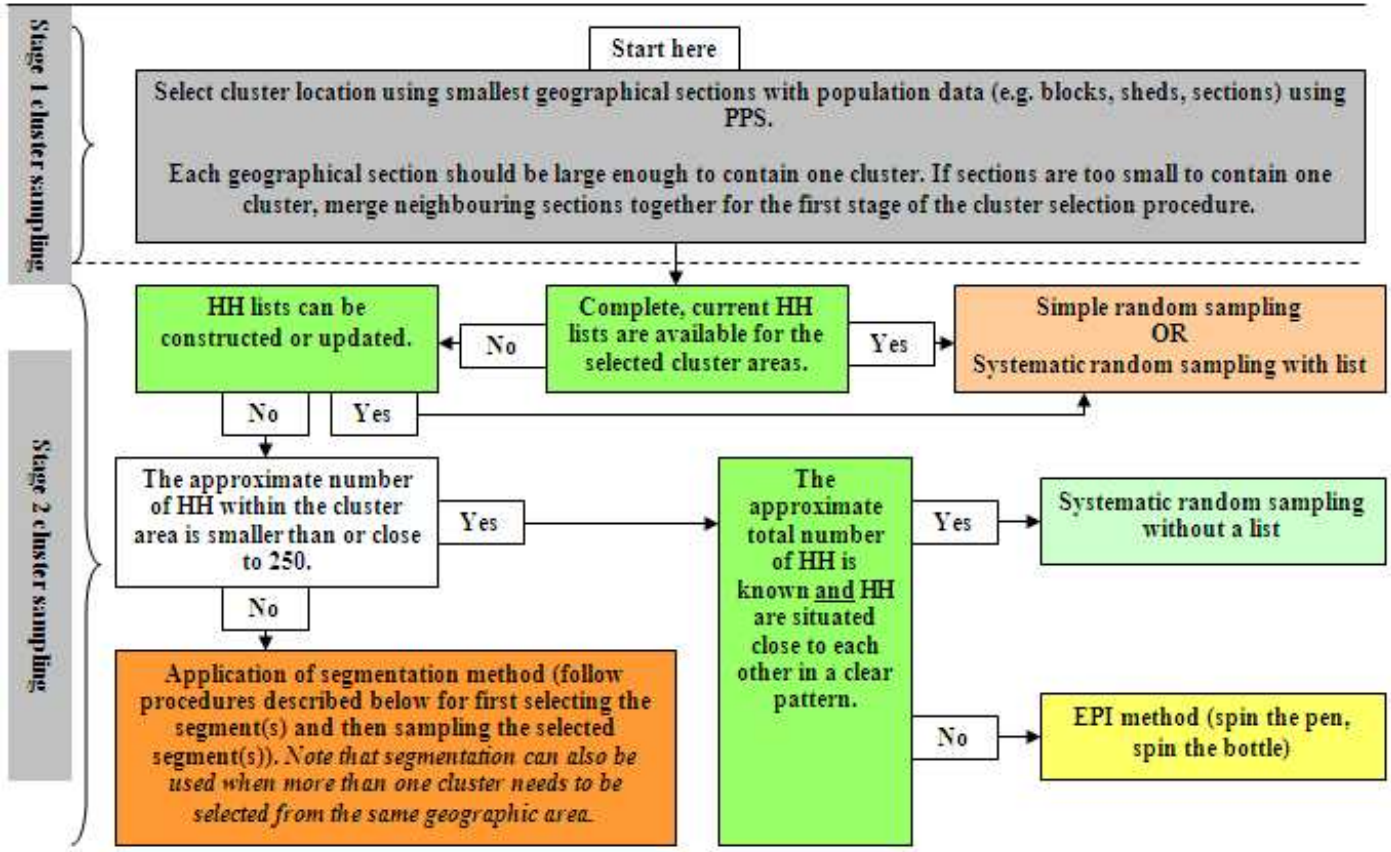 Stage 1 cluster sampling
Start here
Select cluster location using smallest geographical sections with population data (e.g. blocks, sheds, sections) using
PPS.
Each geographical section should be large enough to contain one cluster. If sections are too small to contain one
cluster, merge neighbouring sections together for the first stage of the cluster selection procedure.
Stage 2 cluster sampling
HH lists can be
constructed or updated.
No
Complete, current HH
lists are available for the
selected cluster areas.
Yes
Simple random sampling
OR
Systematic random sampling with list
No
Yes
The approximate number
of HH within the cluster
area is smaller than or close
to 250.
Yes
The
approximate
total number
of HH is
known and HH
are situated
close to each
other in a clear
pattern.
Yes
Systematic random sampling
without a list
No
Application of segmentation method (follow
procedures described below for first selecting the
segment(s) and then sampling the selected
segment(s)). Note that segmentation can also be
used when more than one cluster needs to be
selected from the same geographic area.
No
EPI method (spin the pen,
spin the bottle)